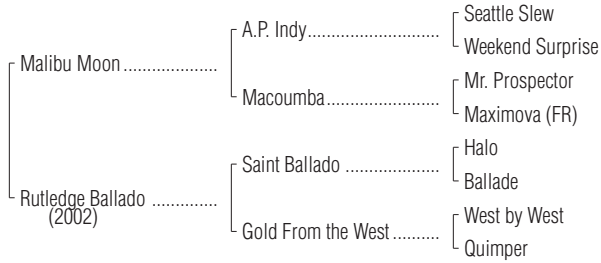 Seattle Slew
A.P. Indy..............................
Weekend Surprise
Malibu Moon...................
Mr. Prospector
Macoumba..........................
Maximova (FR)
Halo
Saint Ballado .....................
Ballade
Rutledge Ballado ..............
(2002)
West by West
Gold From the West..........
Quimper